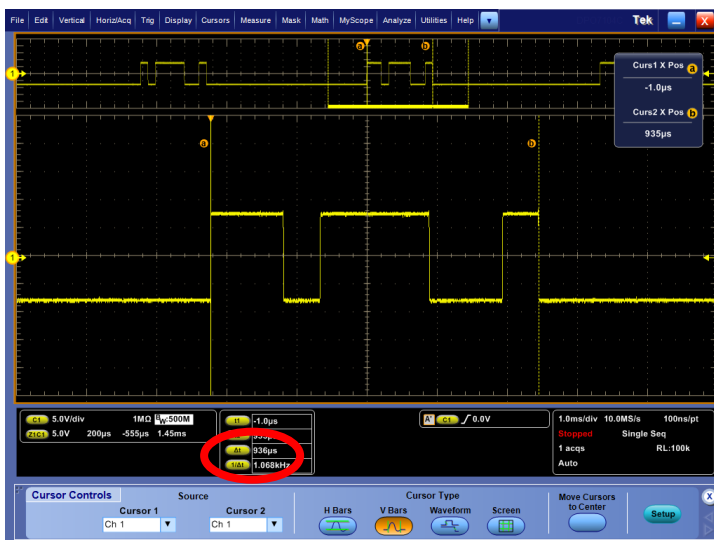 File Edit Vertical Horiz/Acq Trig Display Cursors Measure Mask Math MyScope Analyze Utilities Help Tek X
a b
Curs1 X Pos a
-1.0µs
Curs2 X Pos b
935µs
1
a b
1
C1 5.0V/div 1MΩ BW:500M
Z1C1 5.0V 200µs -555µs 1.45ms
t1 -1.0µs
Δt 936µs
1/Δt 1.068kHz
A' C1 0.0V
1.0ms/div 10.0MS/s 100ns/pt
Stopped Single Seq
1 acqs RL:100k
Auto
Cursor Controls
Source
Cursor 1 Cursor 2
Ch 1 Ch 1
Cursor Type
H Bars V Bars Waveform Screen
Move Cursors
to Center
Setup
X